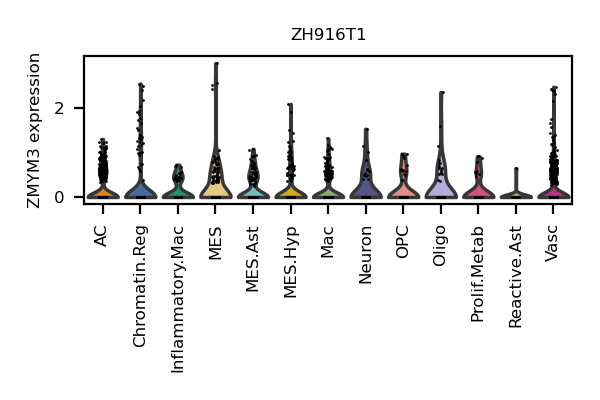 ZH916T1
ZMYM3 expression
2
0
AC
Chromatin.Reg
Inflammatory.Mac
MES
MES.Ast
MES.Hyp
Mac
Neuron
OPC
Oligo
Prolif.Metab
Reactive.Ast
Vasc